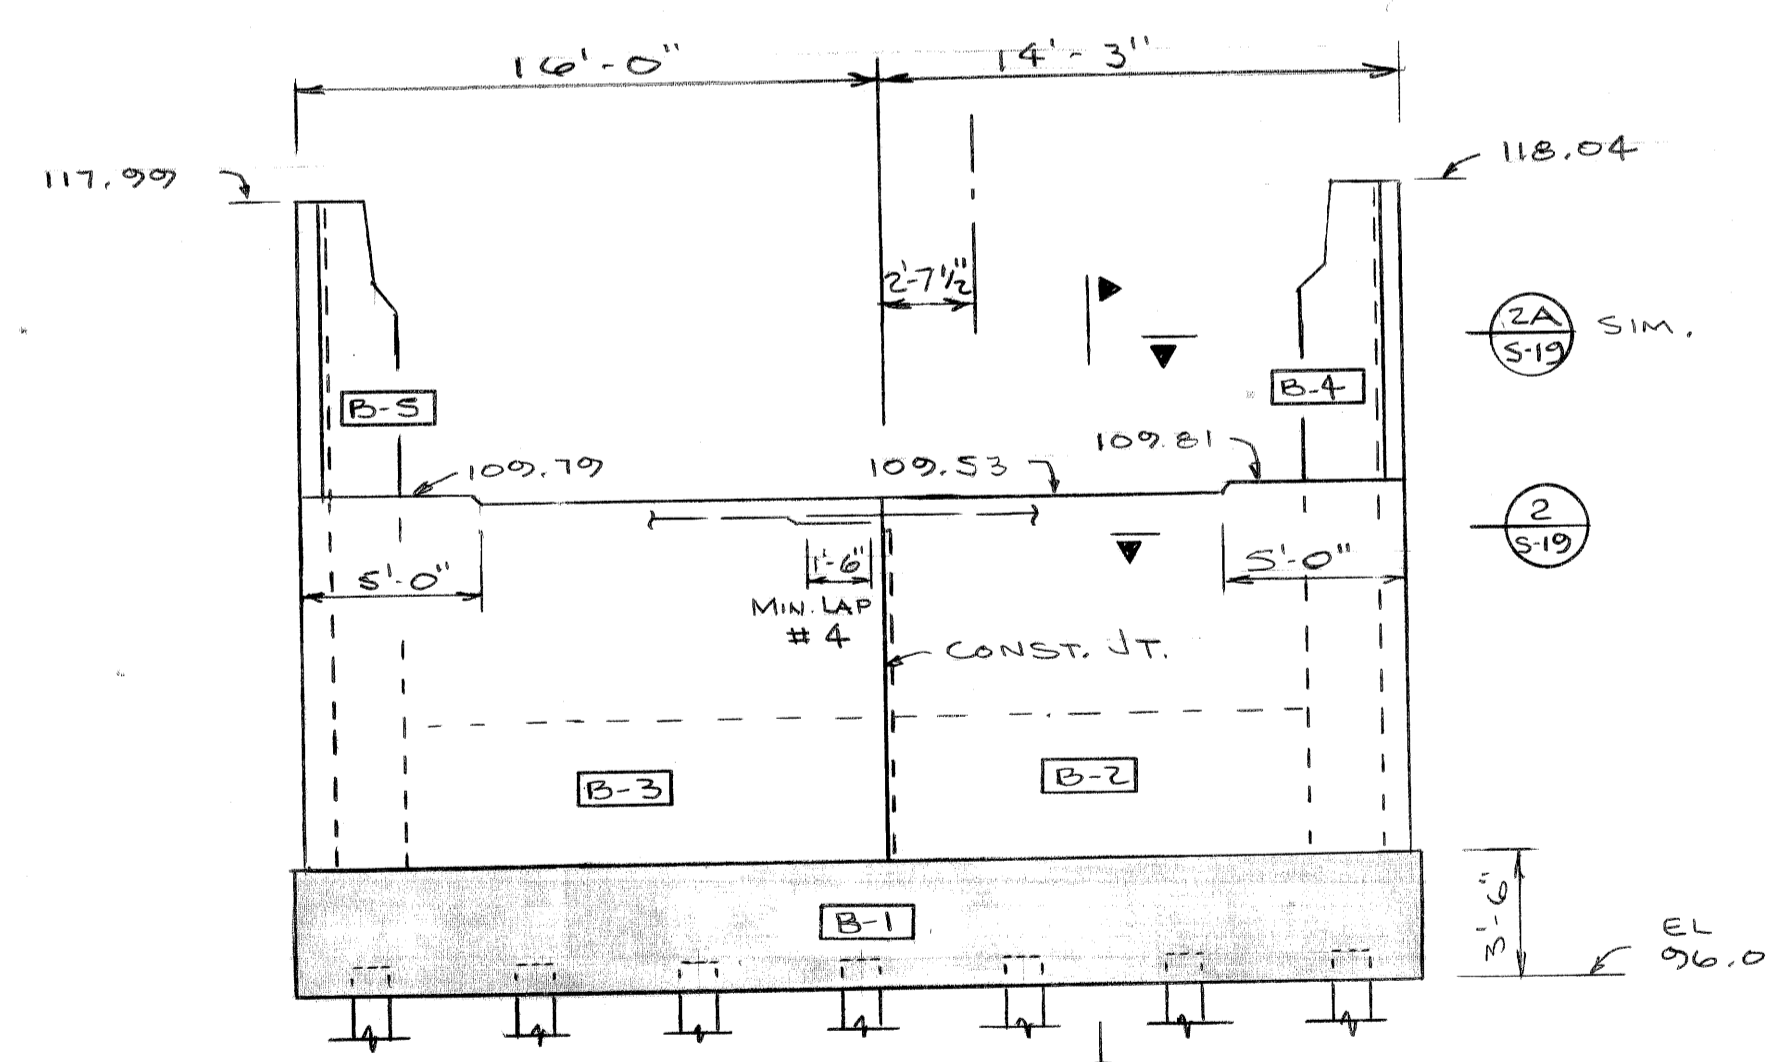 16'-0"
14'-3"
117.99
118.04
2'-7 1/2"
2A
S-19
SIM.
B-5
B-4
109.79
109.53
109.81
2
S-19
5'-0"
1'-6"
MIN. LAP
# 4
5'-0"
CONST. JT.
B-3
B-2
B-1
3'-6"
EL
96.0